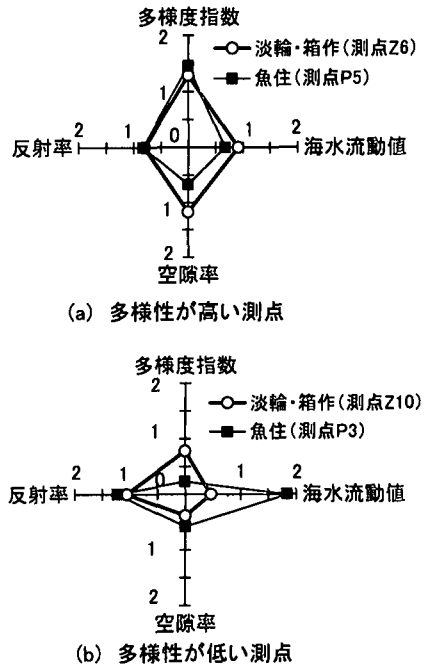 多様度指数
2
淡輪・箱作(測点Z6)
魚住(測点P5)
1
2 1 0 1 2
反射率 海水流動値
1
2
空隙率
(a) 多様性が高い測点
多様度指数
2
淡輪・箱作(測点Z10)
魚住(測点P3)
1
2 1 0 1 2
反射率 海水流動値
1
2
空隙率
(b) 多様性が低い測点